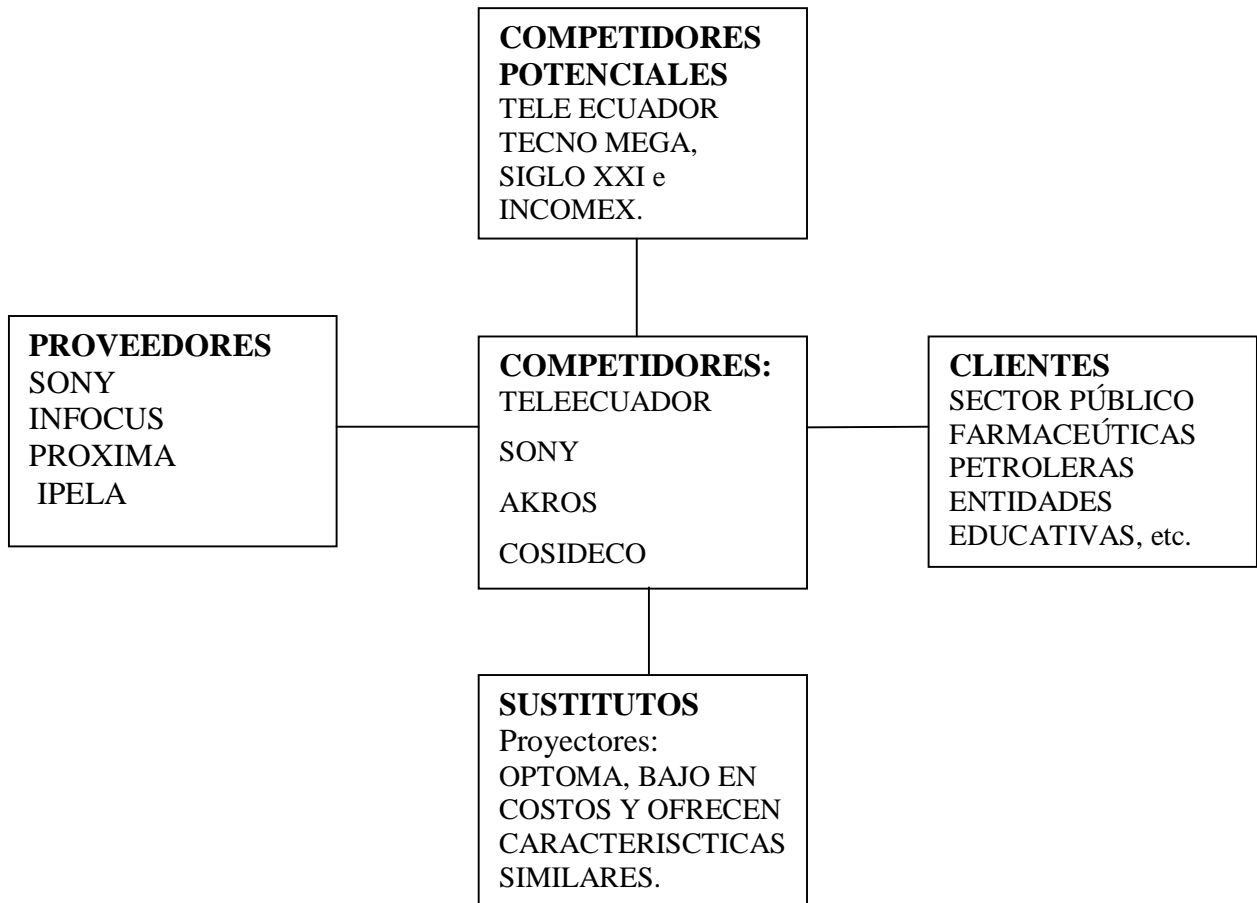 COMPETIDORES
POTENCIALES
TELE ECUADOR
TECNO MEGA,
SIGLO XXI e
INCOMEX.
PROVEEDORES
SONY
INFOCUS
PROXIMA
IPELA
COMPETIDORES:
TELEECUADOR
SONY
AKROS
COSIDECO
CLIENTES
SECTOR PÚBLICO
FARMACEÚTICAS
PETROLERAS
ENTIDADES
EDUCATIVAS, etc.
SUSTITUTOS
Proyectores:
OPTOMA, BAJO EN
COSTOS Y OFRECEN
CARACTERISCTICAS
SIMILARES.